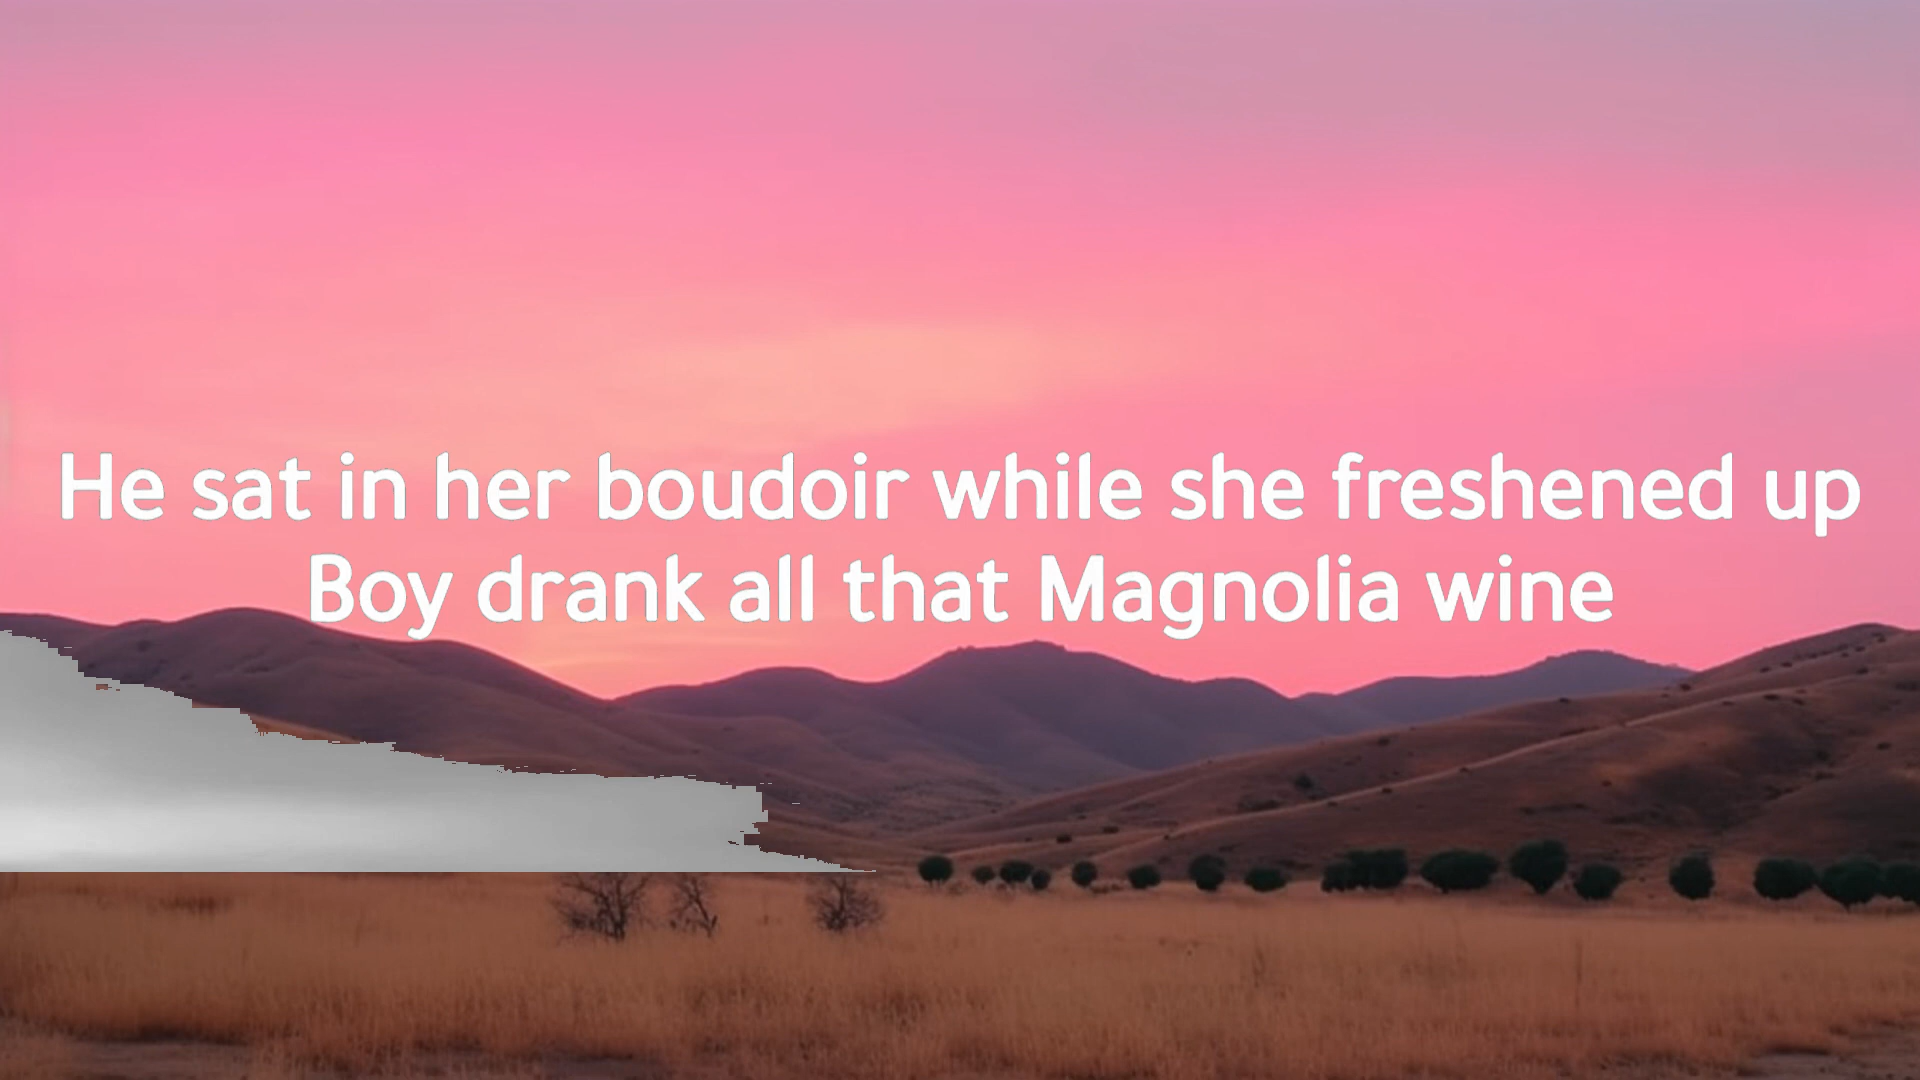 He sat in her boudoir while she freshened up
Boy drank all that Magnolia wine